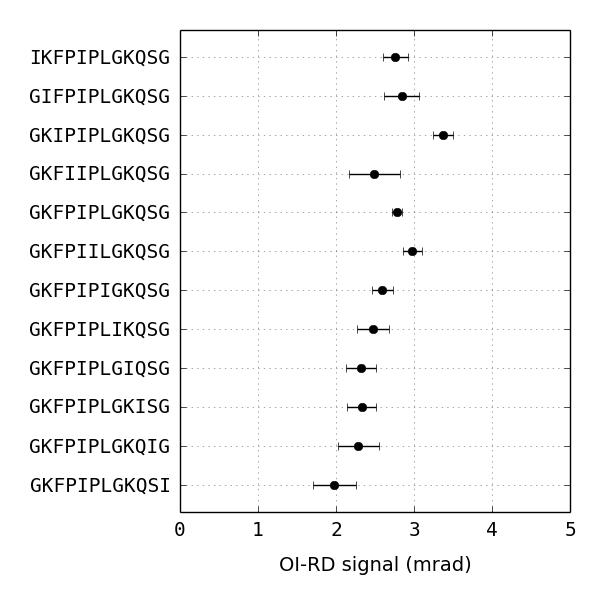 IKFPIPLGKQSG
GIFPIPLGKQSG
GKIPIPLGKQSG
GKFIIPLGKQSG
GKFPIPLGKQSG
GKFPIILGKQSG
GKFPIPIGKQSG
GKFPIPLIKQSG
GKFPIPLGIQSG
GKFPIPLGKISG
GKFPIPLGKQIG
GKFPIPLGKQSI
0 1 2 3 4 5
OI-RD signal (mrad)